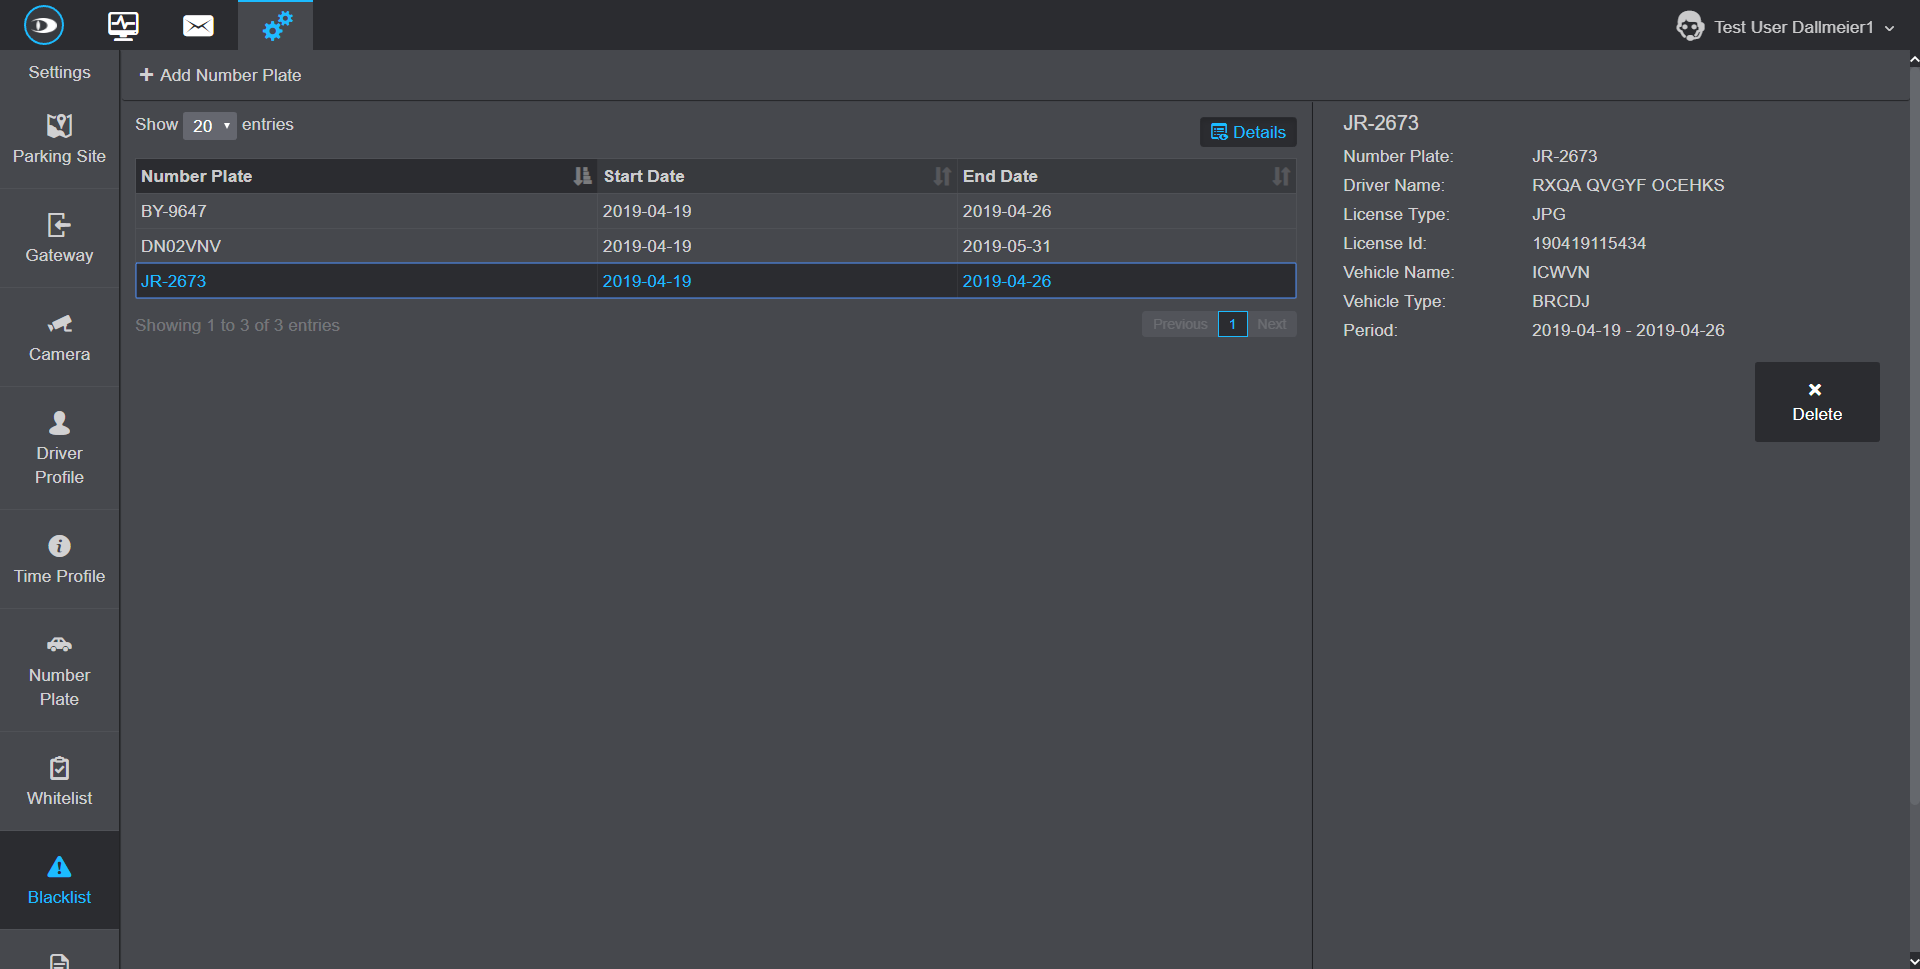 Test User Dallmeier1
Settings
Parking Site
Gateway
Camera
Driver
Profile
Time Profile
Number
Plate
Whitelist
Blacklist
+ Add Number Plate
Show 20 entries
Details
Number Plate Start Date End Date
BY-9647 2019-04-19 2019-04-26
DN02VNV 2019-04-19 2019-05-31
JR-2673 2019-04-19 2019-04-26
Showing 1 to 3 of 3 entries
Previous 1 Next
JR-2673
Number Plate: JR-2673
Driver Name: RXQA QVGYF OCEHKS
License Type: JPG
License Id: 190419115434
Vehicle Name: ICWVN
Vehicle Type: BRCDJ
Period: 2019-04-19 - 2019-04-26
Delete